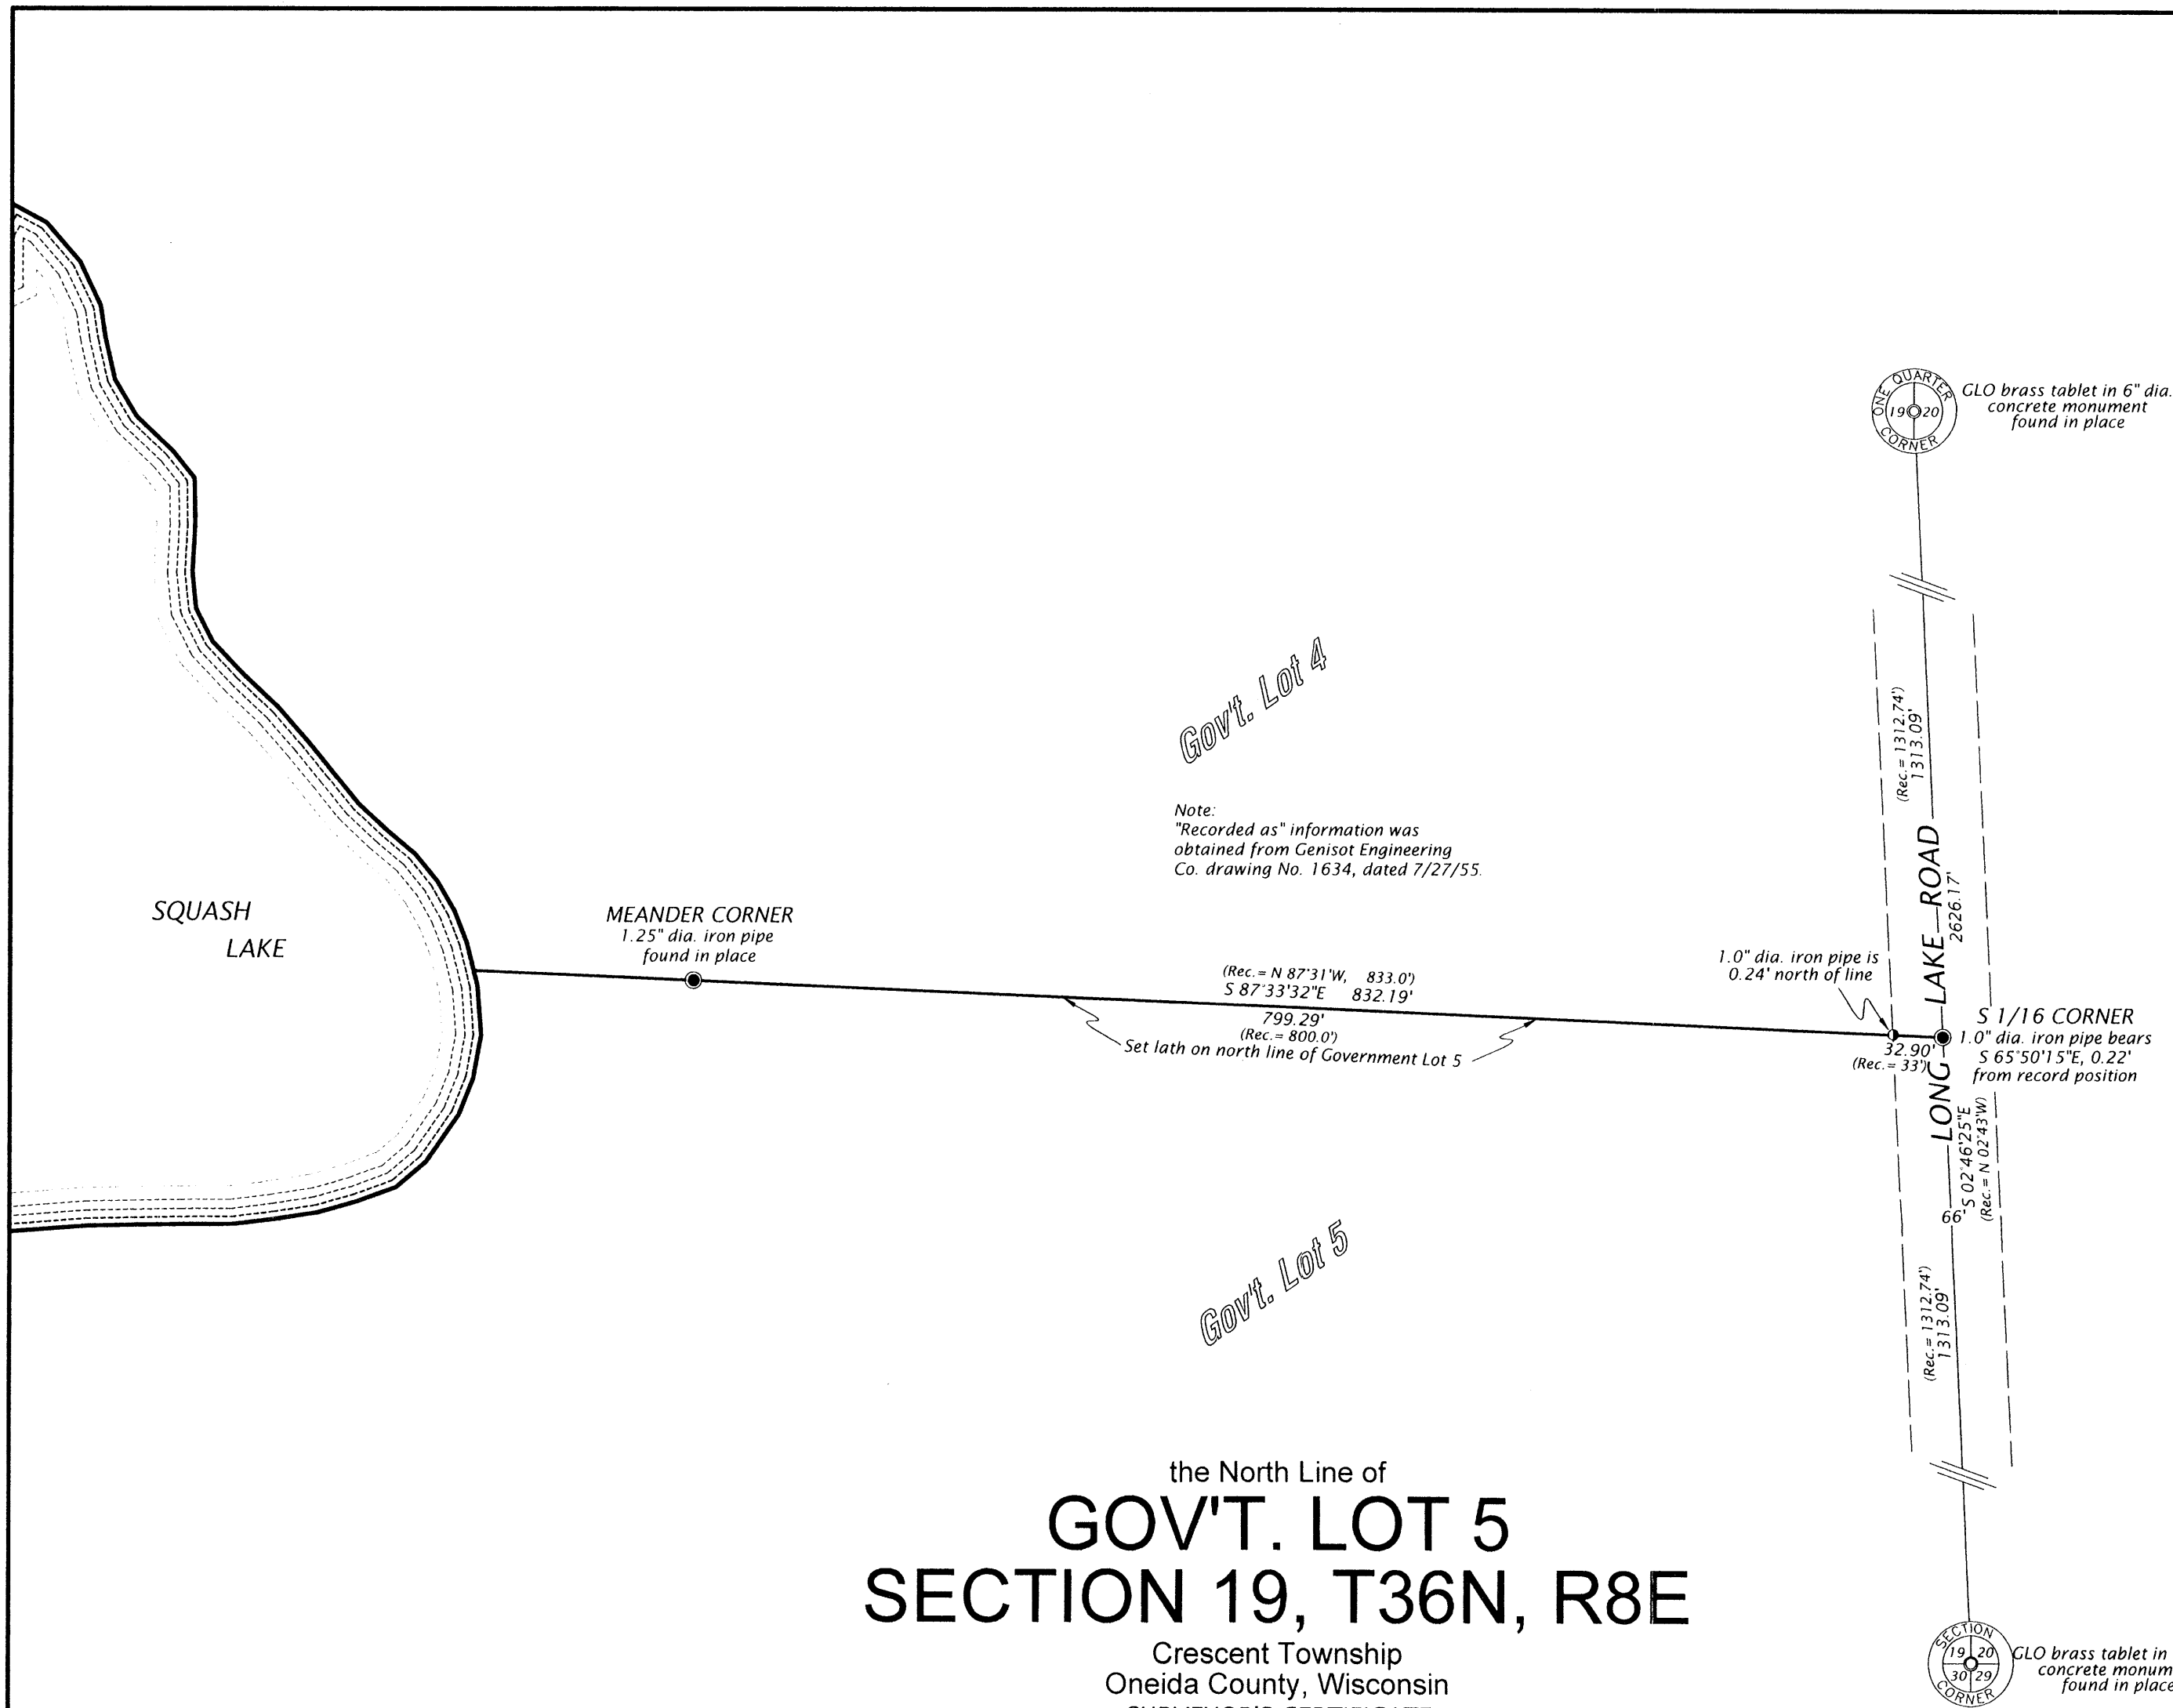 ONE QUARTER
19 20
CORNER
GLO brass tablet in 6" dia.
concrete monument
found in place
Gov't. Lot 4
(Rec.= 1312.74')
1313.09'
Note:
"Recorded as" information was
obtained from Genisot Engineering
Co. drawing No. 1634, dated 7/27/55.
SQUASH
LAKE
MEANDER CORNER
1.25" dia. iron pipe
found in place
LONG LAKE ROAD
2626.17'
1.0" dia. iron pipe is
0.24' north of line
(Rec.= N 87°31'W, 833.0')
S 87°33'32"E 832.19'
799.29'
(Rec.= 800.0')
Set lath on north line of Government Lot 5
32.90'
(Rec.= 33')
S 1/16 CORNER
1.0" dia. iron pipe bears
S 65°50'15"E, 0.22'
from record position
S 02°46'25"E
(Rec.= N 02°43'W)
66'
Gov't. Lot 5
(Rec.= 1312.74')
1313.09'
the North Line of
GOV'T. LOT 5
SECTION 19, T36N, R8E
Crescent Township
Oneida County, Wisconsin
SECTION
19 20
30 29
CORNER
GLO brass tablet in
concrete monum
found in place